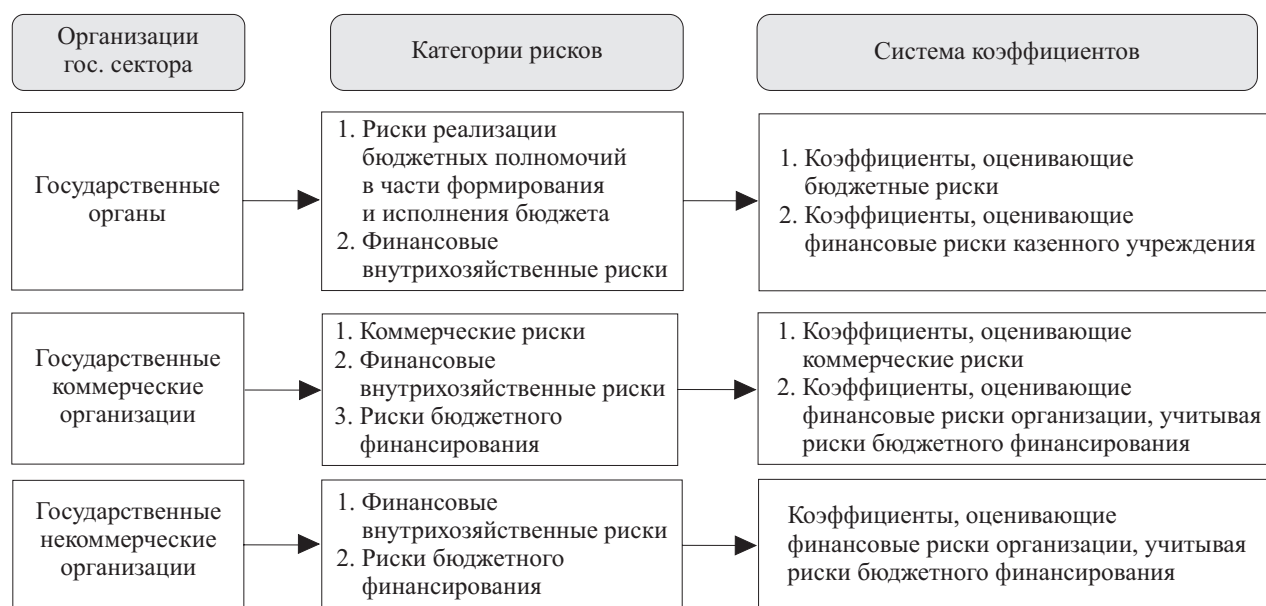 Организации
гос. сектора
Категории рисков
Система коэффициентов
Государственные
органы
1. Риски реализации
бюджетных полномочий
в части формирования
и исполнения бюджета
2. Финансовые
внутрихозяйственные риски
1. Коэффициенты, оценивающие
бюджетные риски
2. Коэффициенты, оценивающие
финансовые риски казенного учреждения
Государственные
коммерческие
организации
1. Коммерческие риски
2. Финансовые
внутрихозяйственные риски
3. Риски бюджетного
финансирования
1. Коэффициенты, оценивающие
коммерческие риски
2. Коэффициенты, оценивающие
финансовые риски организации, учитывая
риски бюджетного финансирования
Государственные
некоммерческие
организации
1. Финансовые
внутрихозяйственные риски
2. Риски бюджетного
финансирования
Коэффициенты, оценивающие
финансовые риски организации, учитывая
риски бюджетного финансирования